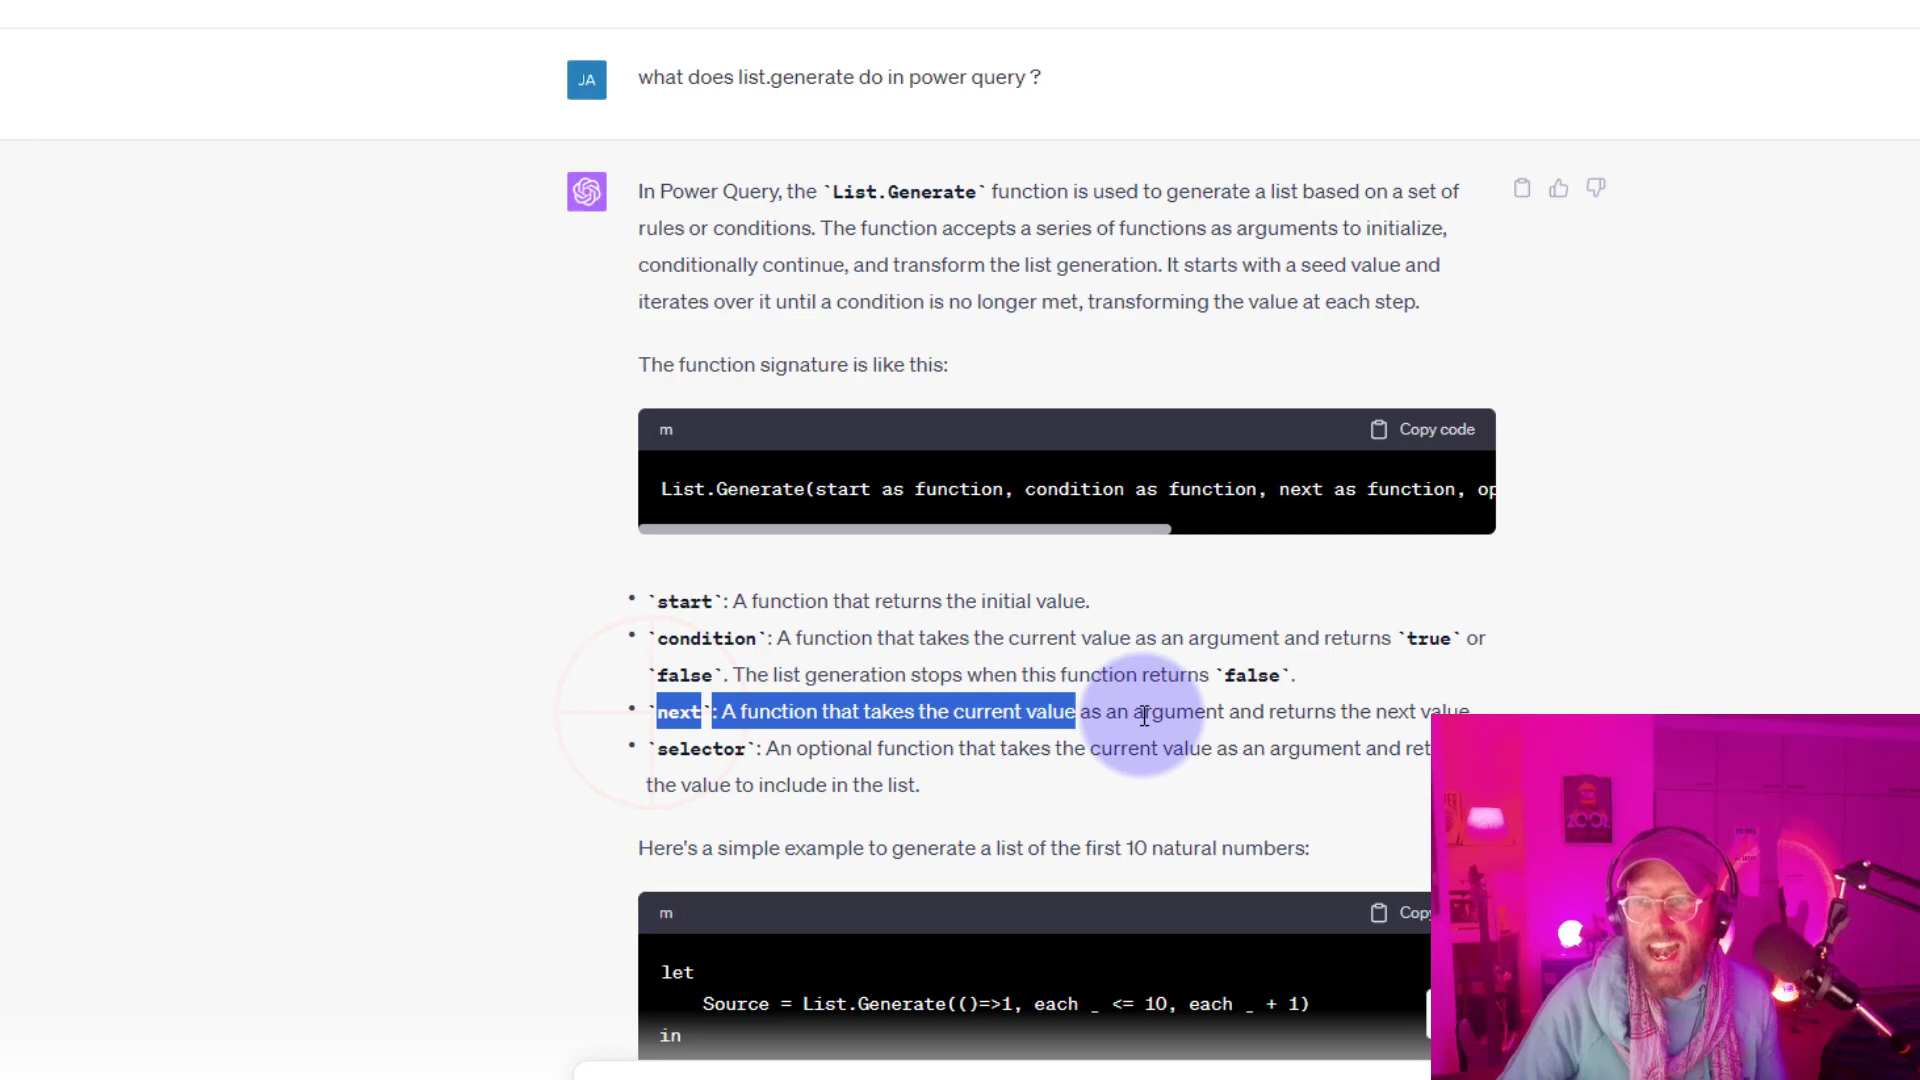 JA
what does list.generate do in power query ?
In Power Query, the `List.Generate` function is used to generate a list based on a set of
rules or conditions. The function accepts a series of functions as arguments to initialize,
conditionally continue, and transform the list generation. It starts with a seed value and
iterates over it until a condition is no longer met, transforming the value at each step.
The function signature is like this:
m
Copy code
List.Generate(start as function, condition as function, next as function, op
• `start`: A function that returns the initial value.
• `condition`: A function that takes the current value as an argument and returns `true` or
`false`. The list generation stops when this function returns `false`.
• `next`: A function that takes the current value as an argument and returns the next value
• `selector`: An optional function that takes the current value as an argument and ret
the value to include in the list.
Here's a simple example to generate a list of the first 10 natural numbers:
m
Copy
let
Source = List.Generate(()=>1, each _ <= 10, each _ + 1)
in